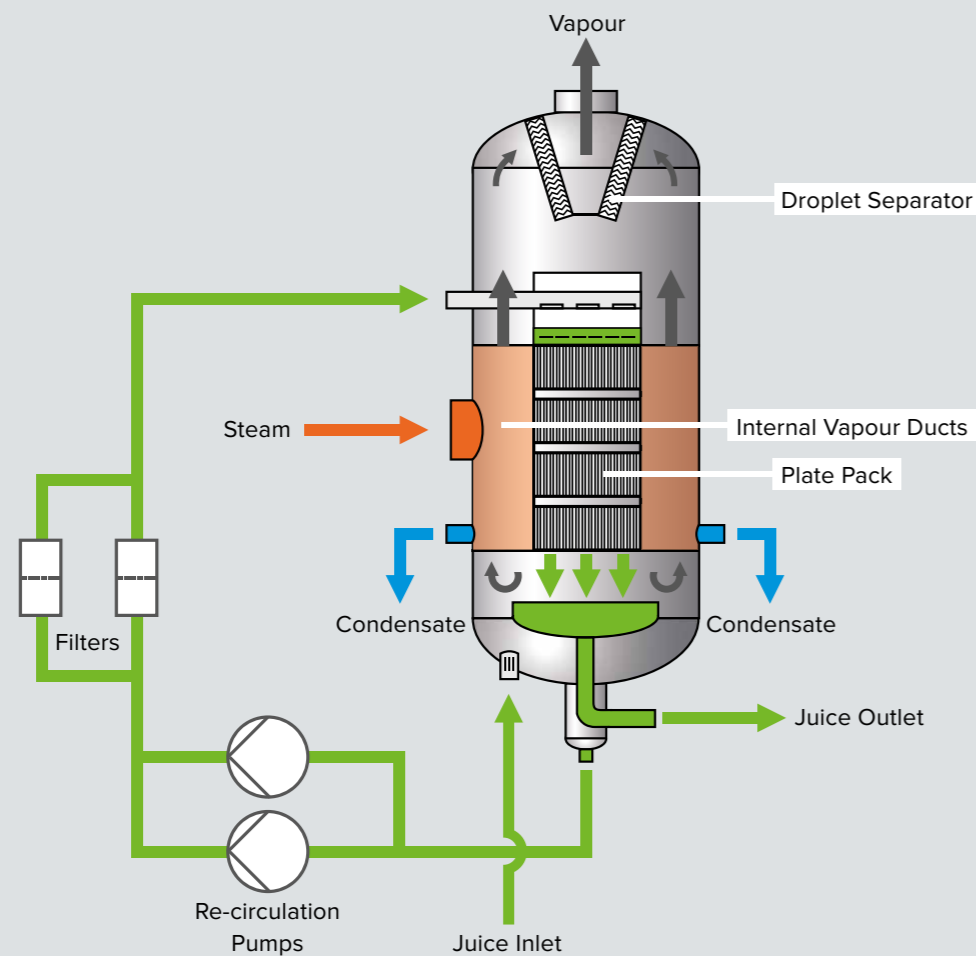 Vapour
Droplet Separator
Steam
Internal Vapour Ducts
Plate Pack
Condensate
Condensate
Filters
Juice Outlet
Re-circulation
Pumps
Juice Inlet